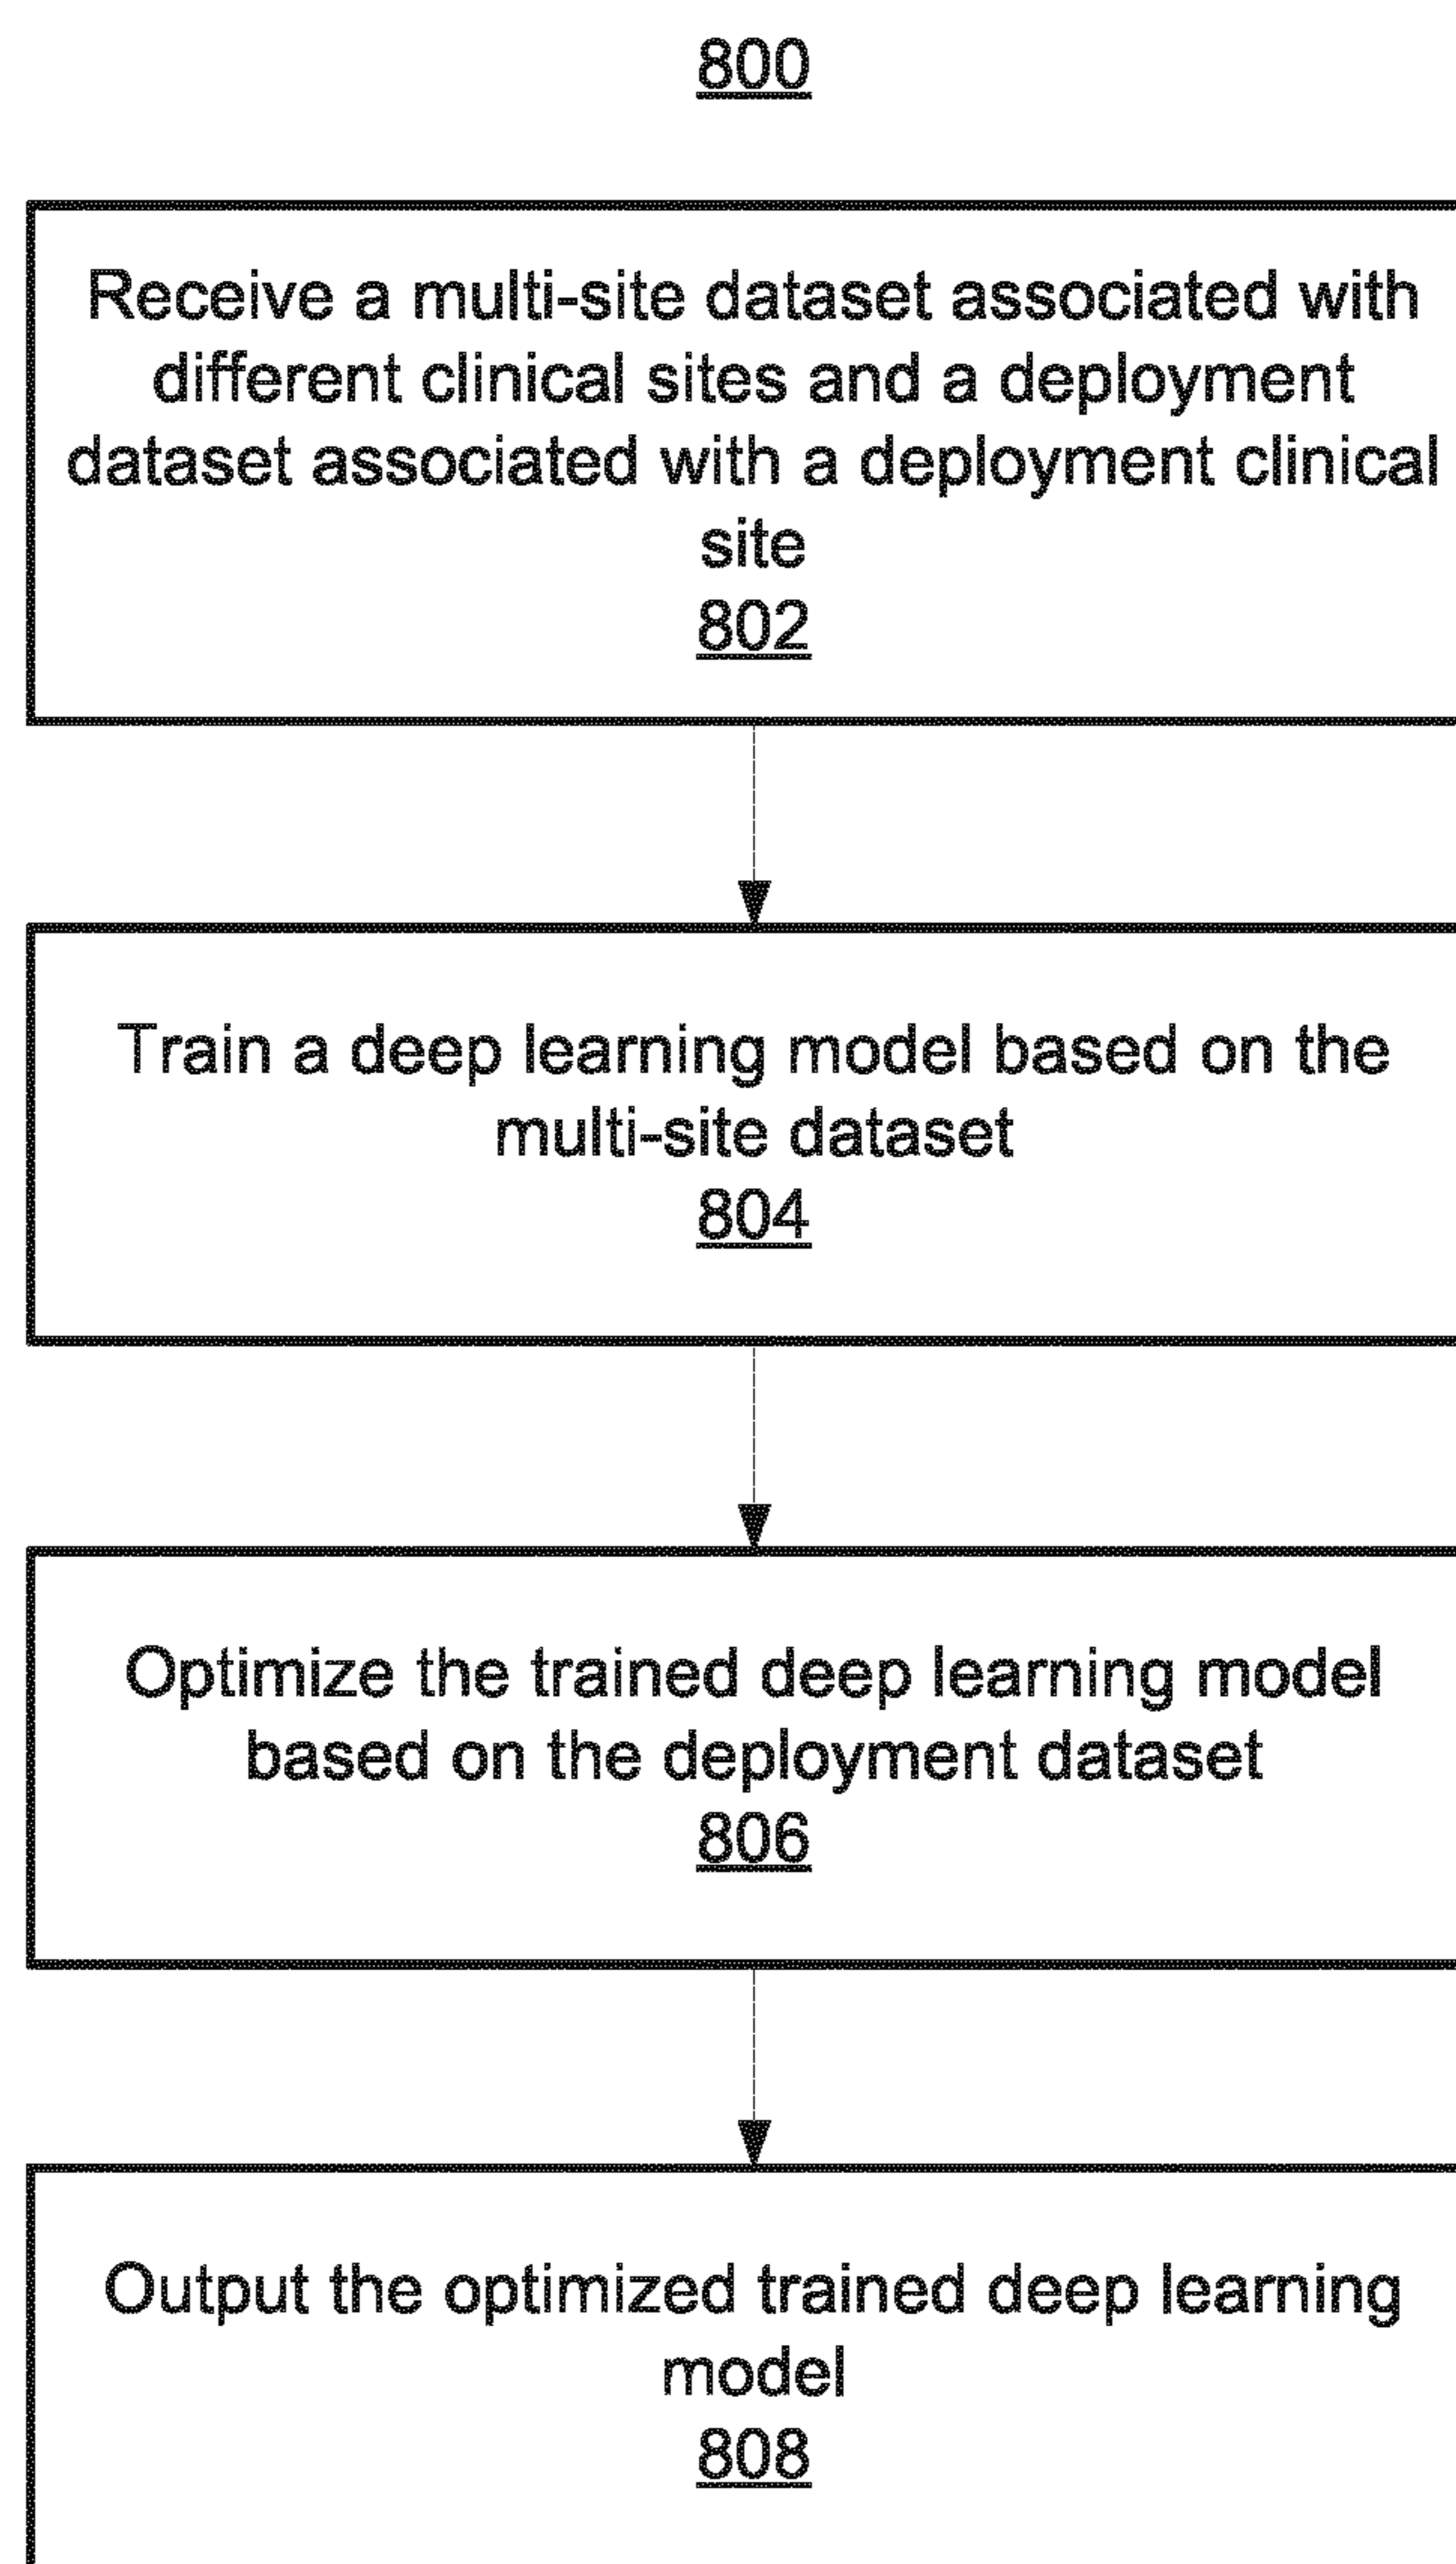 800
Receive a multi-site dataset associated with
different clinical sites and a deployment
dataset associated with a deployment clinical
site
802
Train a deep learning model based on the
multi-site dataset
804
Optimize the trained deep learning model
based on the deployment dataset
806
Output the optimized trained deep learning
model
808